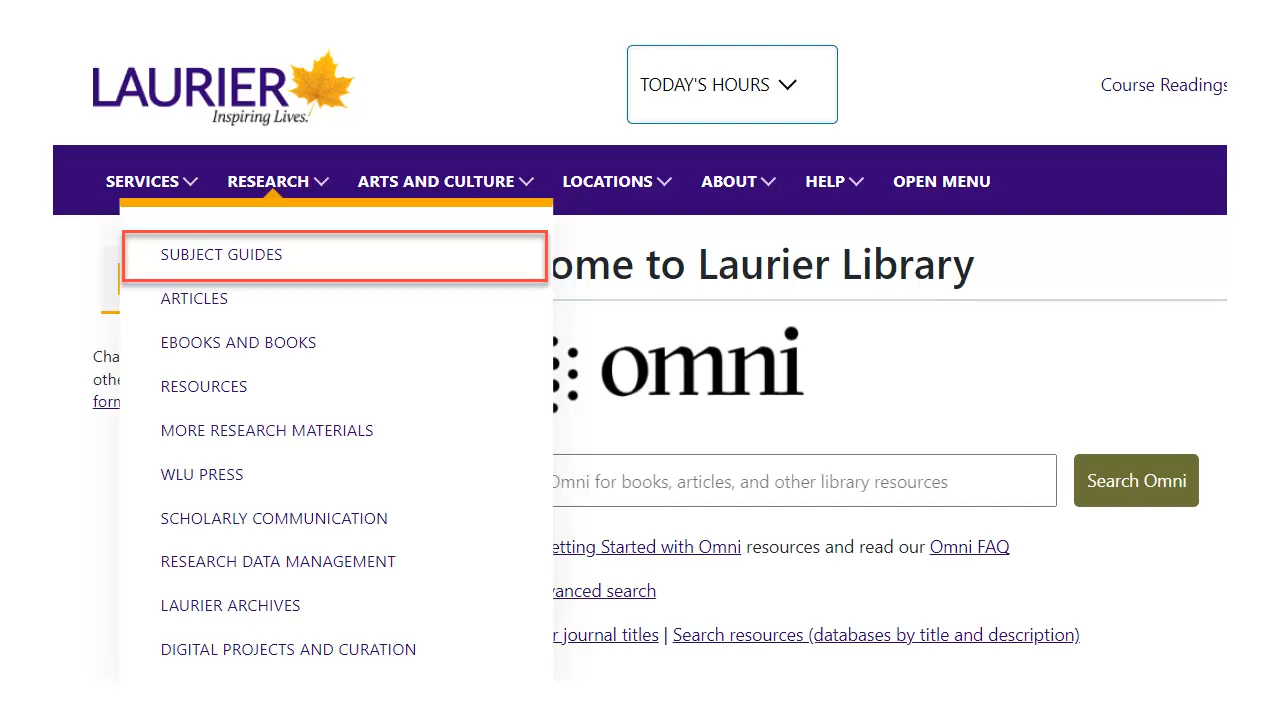 LAURIER
Inspiring Lives.
TODAY'S HOURS
Course Readings
SERVICES RESEARCH ARTS AND CULTURE LOCATIONS ABOUT HELP OPEN MENU
SUBJECT GUIDES
ome to Laurier Library
ARTICLES
EBOOKS AND BOOKS
omni
Cha
othe
RESOURCES
form
MORE RESEARCH MATERIALS
WLU PRESS
Omni for books, articles, and other library resources
Search Omni
SCHOLARLY COMMUNICATION
etting Started with Omni resources and read our Omni FAQ
RESEARCH DATA MANAGEMENT
vanced search
LAURIER ARCHIVES
r journal titles | Search resources (databases by title and description)
DIGITAL PROJECTS AND CURATION